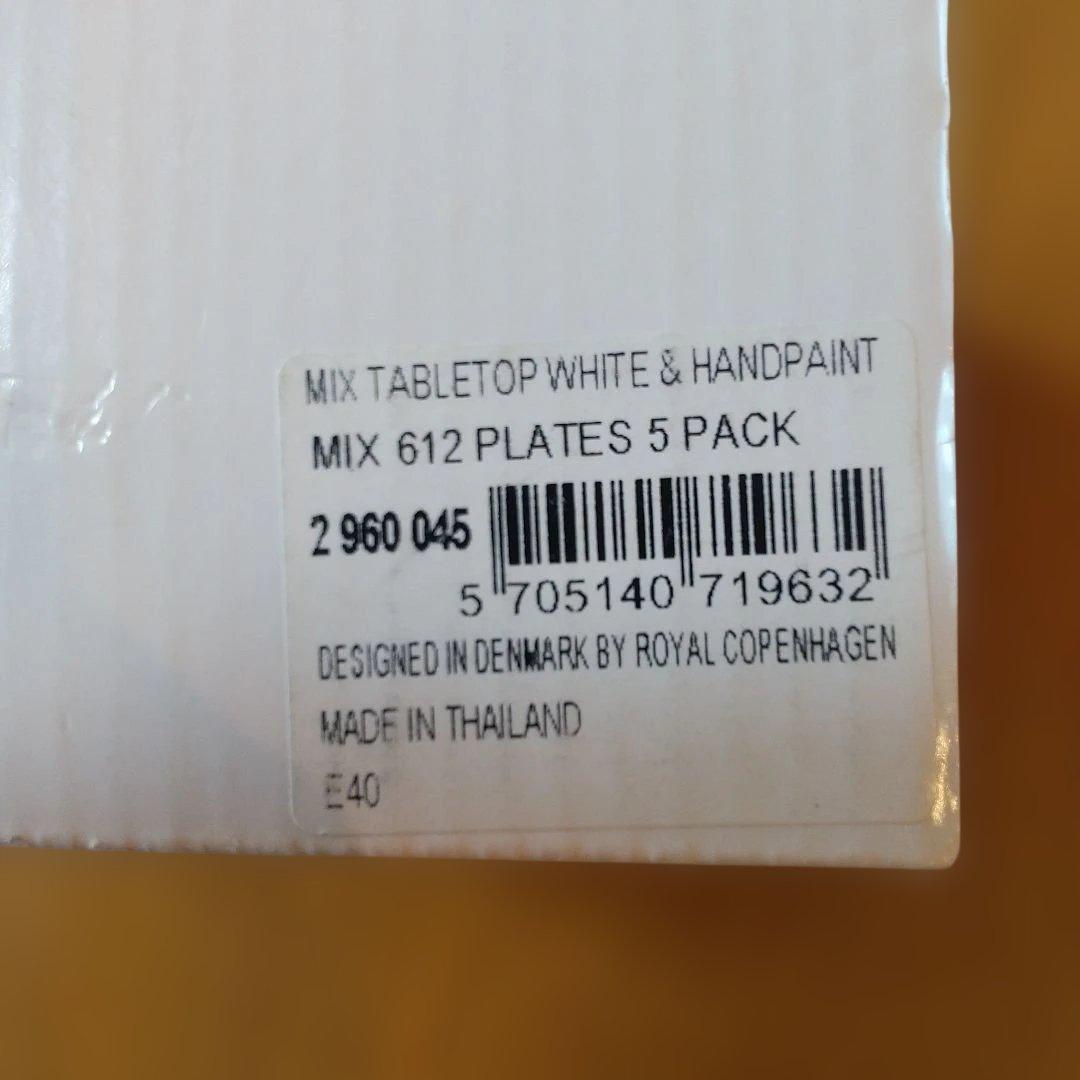 MIX TABLETOP WHITE & HANDPAINT
MIX 612 PLATES 5 PACK
2 960 045
5 705140 719632
DESIGNED IN DENMARK BY ROYAL COPENHAGEN
MADE IN THAILAND
E40